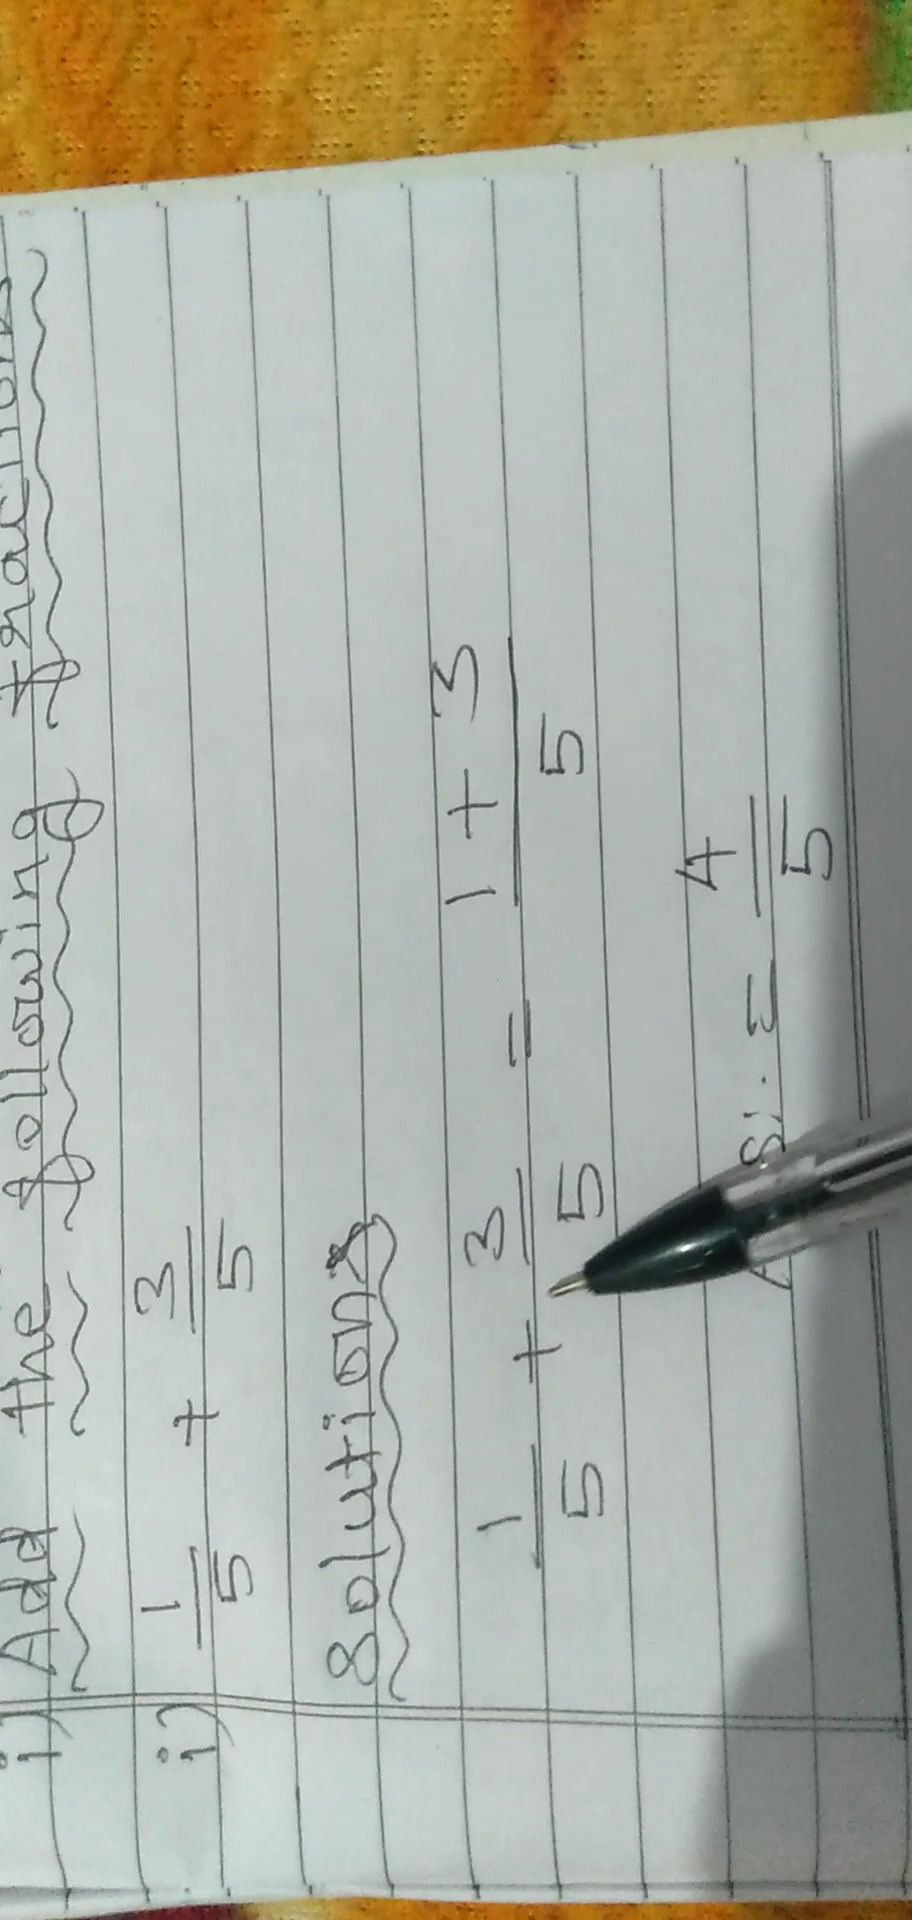 i) Add the following fractions
i) 1/5 + 3/5
Solutions
1/5 + 3/5 = 1 + 3/5
= 4/5